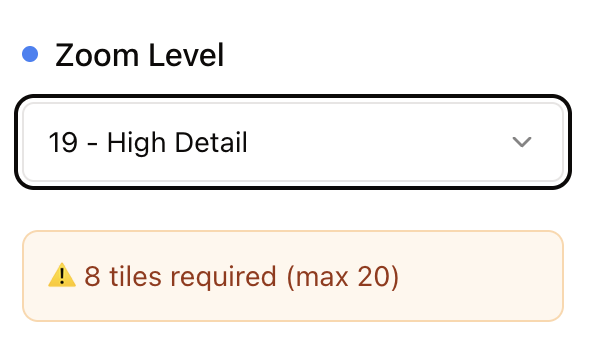 Zoom Level
19 - High Detail
⚠️ 8 tiles required (max 20)